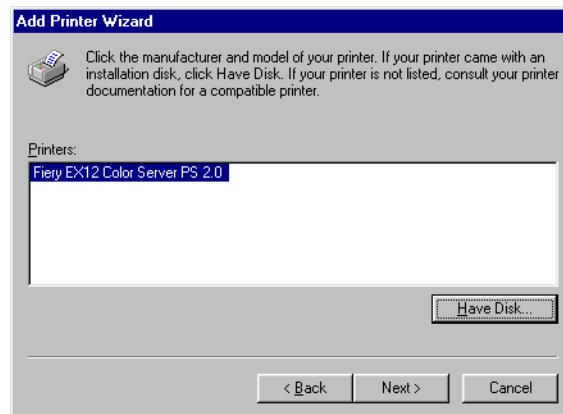 Add Printer Wizard
Click the manufacturer and model of your printer. If your printer came with an
installation disk, click Have Disk. If your printer is not listed, consult your printer
documentation for a compatible printer.
Printers:
Fiery EX12 Color Server PS 2.0
Have Disk...
< Back Next > Cancel